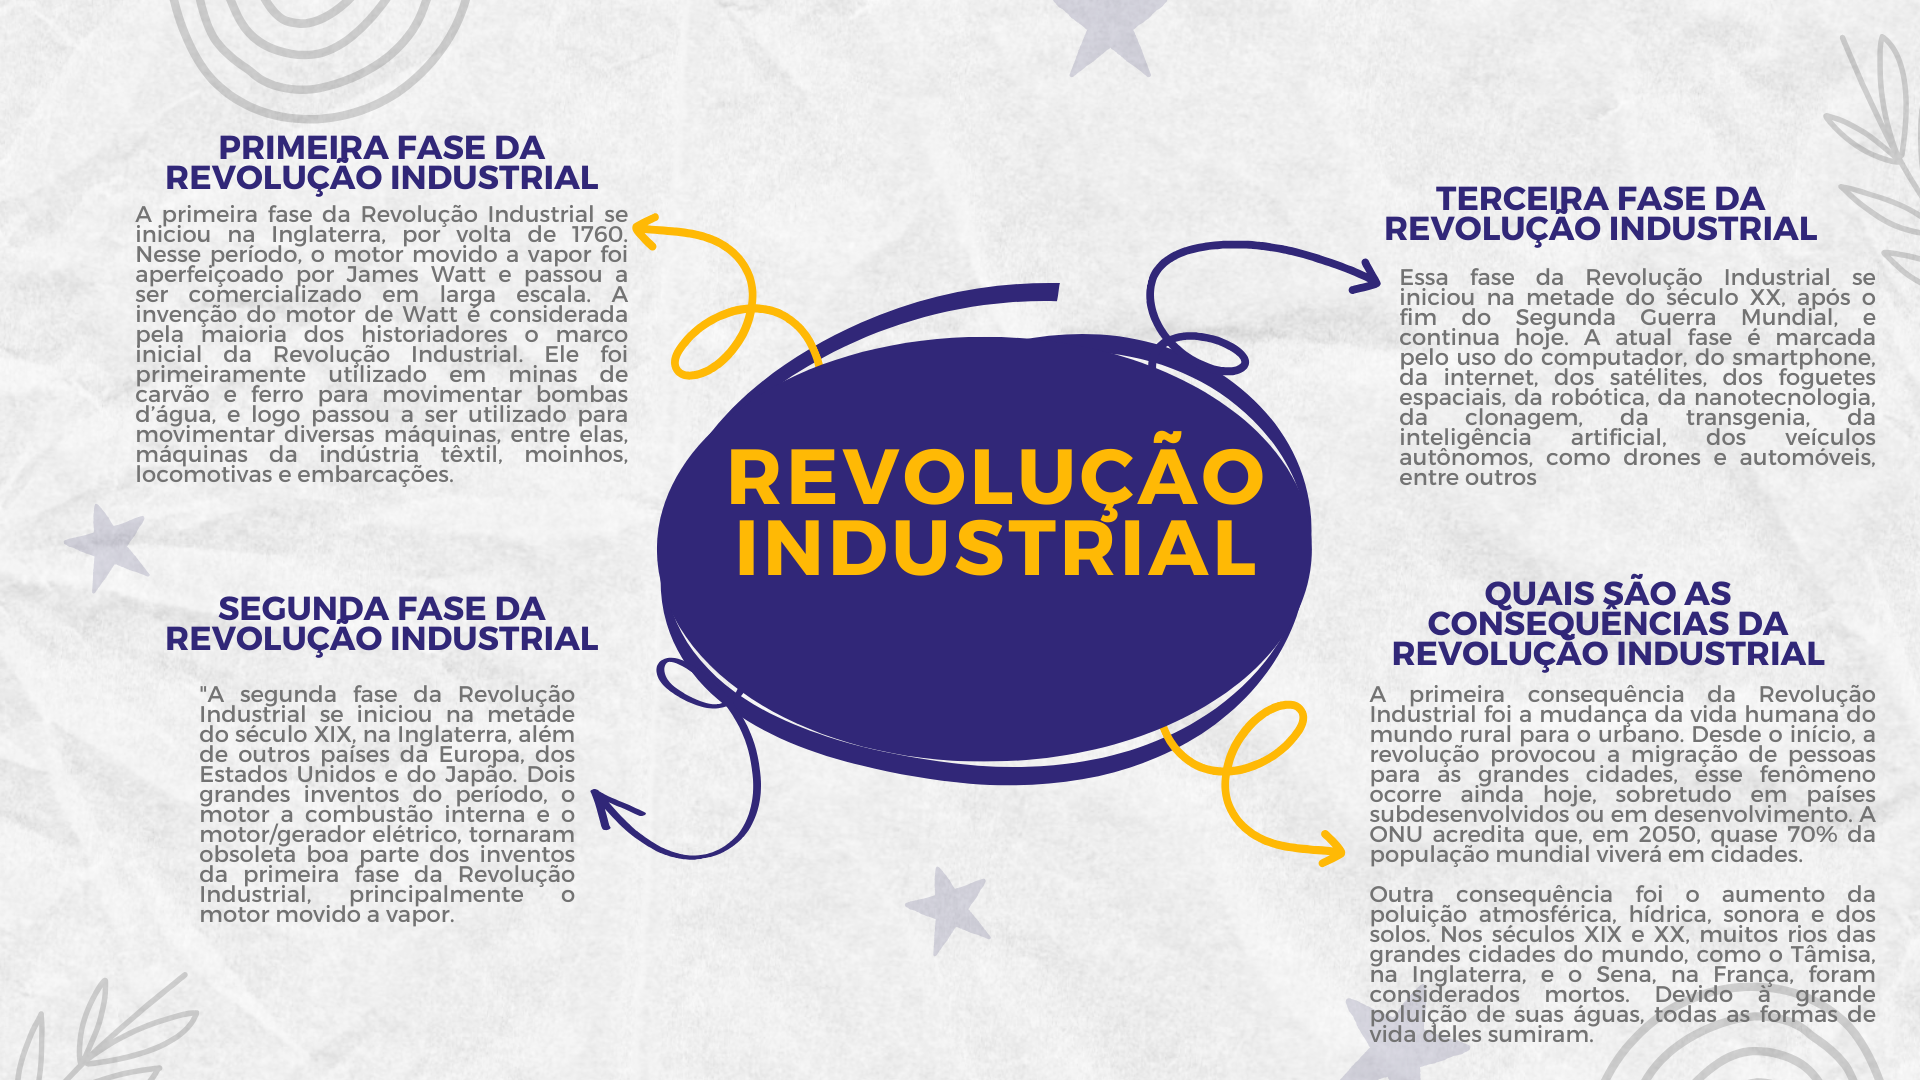 PRIMEIRA FASE DA
REVOLUÇÃO INDUSTRIAL
A primeira fase da Revolução Industrial se
iniciou na Inglaterra, por volta de 1760.
Nesse período, o motor movido a vapor foi
aperfeiçoado por James Watt e passou a
ser comercializado em larga escala. A
invenção do motor de Watt é considerada
pela maioria dos historiadores o marco
inicial da Revolução Industrial. Ele foi
primeiramente utilizado em minas de
carvão e ferro para movimentar bombas
d’água, e logo passou a ser utilizado para
movimentar diversas máquinas, entre elas,
máquinas da indústria têxtil, moinhos,
locomotivas e embarcações.
SEGUNDA FASE DA
REVOLUÇÃO INDUSTRIAL
"A segunda fase da Revolução
Industrial se iniciou na metade
do século XIX, na Inglaterra, além
de outros países da Europa, dos
Estados Unidos e do Japão. Dois
grandes inventos do período, o
motor a combustão interna e o
motor/gerador elétrico, tornaram
obsoleta boa parte dos inventos
da primeira fase da Revolução
Industrial, principalmente o
motor movido a vapor.
REVOLUÇÃO
INDUSTRIAL
TERCEIRA FASE DA
REVOLUÇÃO INDUSTRIAL
Essa fase da Revolução Industrial se
iniciou na metade do século XX, após o
fim do Segunda Guerra Mundial, e
continua hoje. A atual fase é marcada
pelo uso do computador, do smartphone,
da internet, dos satélites, dos foguetes
espaciais, da robótica, da nanotecnologia,
da clonagem, da transgenia, da
inteligência artificial, dos veículos
autônomos, como drones e automóveis,
entre outros
QUAIS SÃO AS
CONSEQUÊNCIAS DA
REVOLUÇÃO INDUSTRIAL
A primeira consequência da Revolução
Industrial foi a mudança da vida humana do
mundo rural para o urbano. Desde o início, a
revolução provocou a migração de pessoas
para as grandes cidades, esse fenômeno
ocorre ainda hoje, sobretudo em países
subdesenvolvidos ou em desenvolvimento. A
ONU acredita que, em 2050, quase 70% da
população mundial viverá em cidades.
Outra consequência foi o aumento da
poluição atmosférica, hídrica, sonora e dos
solos. Nos séculos XIX e XX, muitos rios das
grandes cidades do mundo, como o Tâmisa,
na Inglaterra, e o Sena, na França, foram
considerados mortos. Devido à grande
poluição de suas águas, todas as formas de
vida deles sumiram.